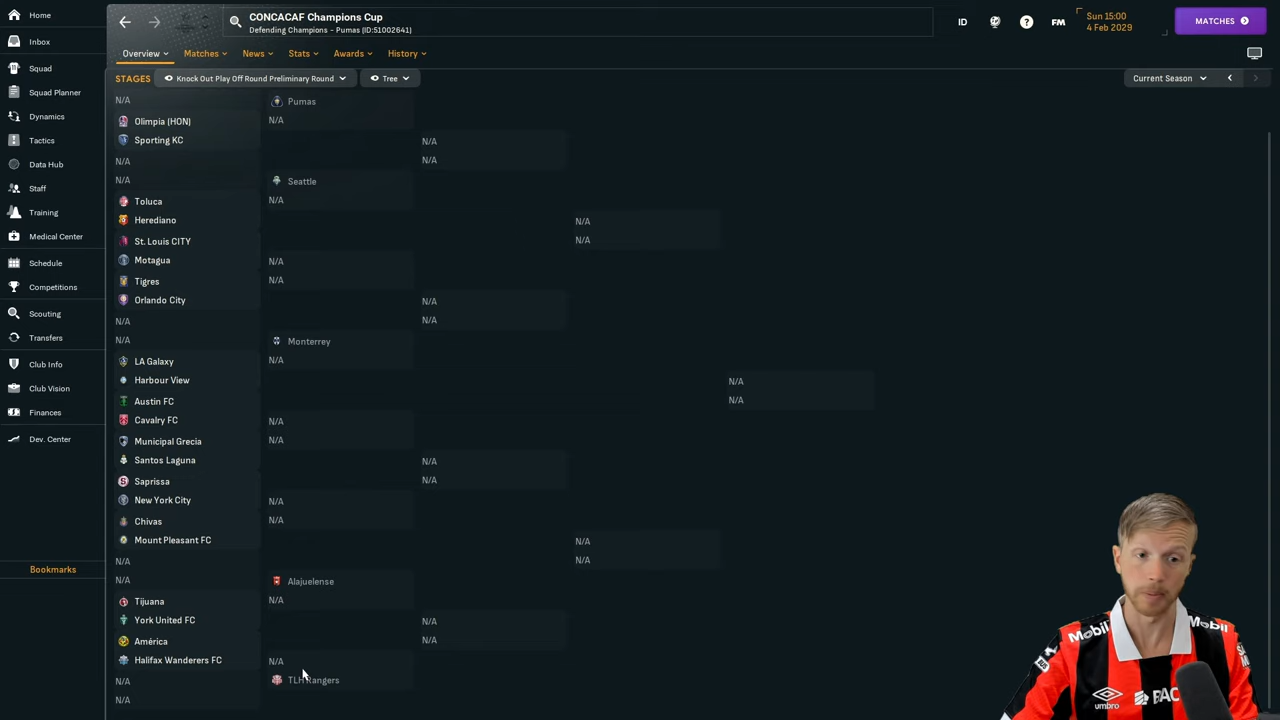 Home
Inbox
Squad
Squad Planner
Dynamics
Tactics
Data Hub
Staff
Training
Medical Center
Schedule
Competitions
Scouting
Transfers
Club Info
Club Vision
Finances
Dev. Center
Bookmarks
CONCACAF Champions Cup
Defending Champions - Pumas (ID:51002641)
ID
FM
Sun 15:00
4 Feb 2029
MATCHES
Overview
Matches
News
Stats
Awards
History
STAGES
Knock Out Play Off Round Preliminary Round
Tree
Current Season
N/A
Olimpia (HON)
Sporting KC
N/A
N/A
Toluca
Herediano
St. Louis CITY
Motagua
Tigres
Orlando City
N/A
N/A
LA Galaxy
Harbour View
Austin FC
Cavalry FC
Municipal Grecia
Santos Laguna
Saprissa
New York City
Chivas
Mount Pleasant FC
N/A
N/A
Tijuana
York United FC
América
Halifax Wanderers FC
N/A
N/A
Pumas
N/A
Seattle
N/A
N/A
N/A
Monterrey
N/A
N/A
N/A
N/A
N/A
Alajuelense
N/A
N/A
TLH Rangers
N/A
N/A
N/A
N/A
N/A
N/A
N/A
N/A
N/A
N/A
N/A
N/A
N/A
N/A
Mobil
Mobil
umbro